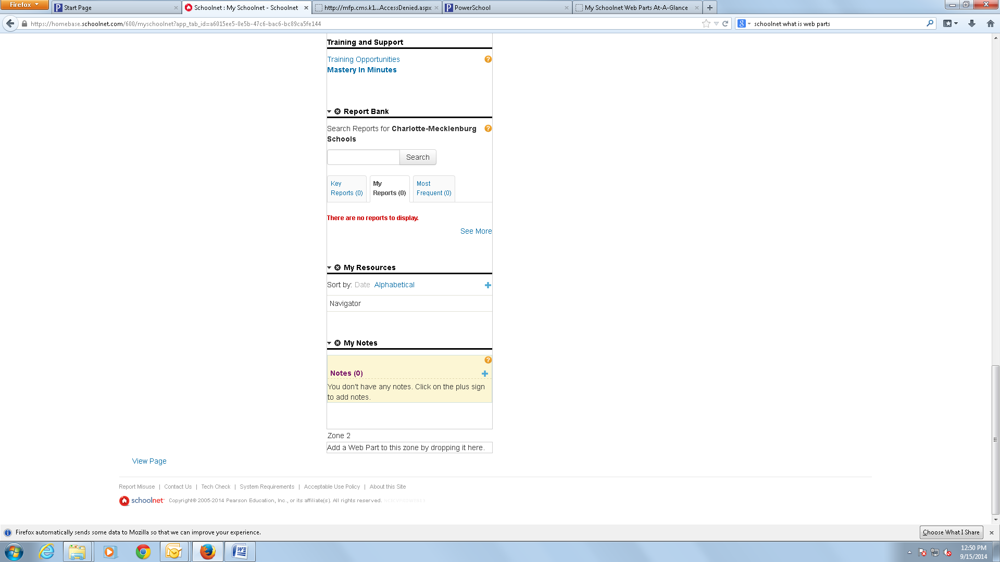 Firefox
Start Page
Schoolnet : My Schoolnet - Schoolnet
http://mfp.cms.k1...AccessDenied.aspx
PowerSchool
My Schoolnet Web Parts At-A-Glance
https://homebase.schoolnet.com/600/myschoolnet?app_tab_id=a6015ee5-0e5b-47c6-bac6-bc89ca5fe144
schoolnet what is web parts
Training and Support
Training Opportunities
Mastery In Minutes
Report Bank
Search Reports for Charlotte-Mecklenburg
Schools
Search
Key
Reports (0)
My
Reports (0)
Most
Frequent (0)
There are no reports to display.
See More
My Resources
Sort by: Date Alphabetical
Navigator
My Notes
Notes (0)
You don't have any notes. Click on the plus sign
to add notes.
Zone 2
Add a Web Part to this zone by dropping it here.
View Page
Report Misuse | Contact Us | Tech Check | System Requirements | Acceptable Use Policy | About this Site
schoolnet Copyright© 2005-2014 Pearson Education, Inc., or its affiliate(s). All rights reserved.
Firefox automatically sends some data to Mozilla so that we can improve your experience.
Choose What I Share
12:50 PM
9/15/2014